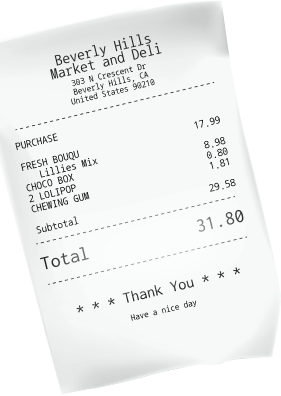 Beverly Hills
Market and Deli
303 N Crescent Dr
Beverly Hills, CA
United States 90210
PURCHASE
FRESH BOUQU 17.99
Lillies Mix
CHOCO BOX 8.98
2 LOLIPOP 0.80
CHEWING GUM 1.81
Subtotal 29.58
Total 31.80
* * * Thank You * * *
Have a nice day